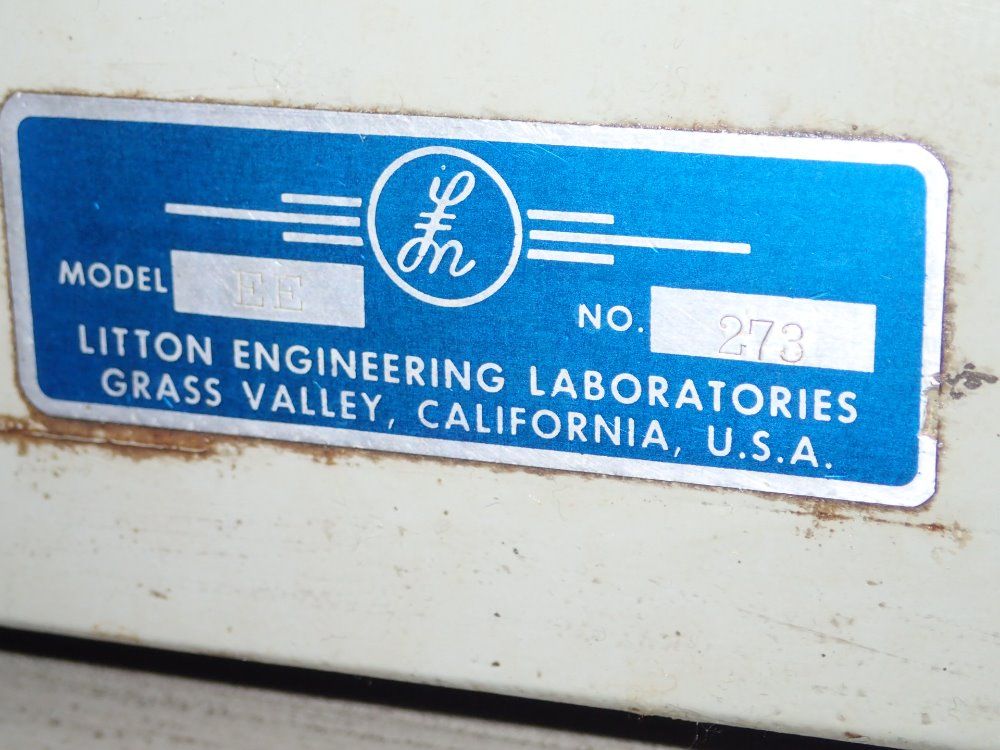 MODEL EE NO. 273
LITTON ENGINEERING LABORATORIES
GRASS VALLEY, CALIFORNIA, U.S.A.